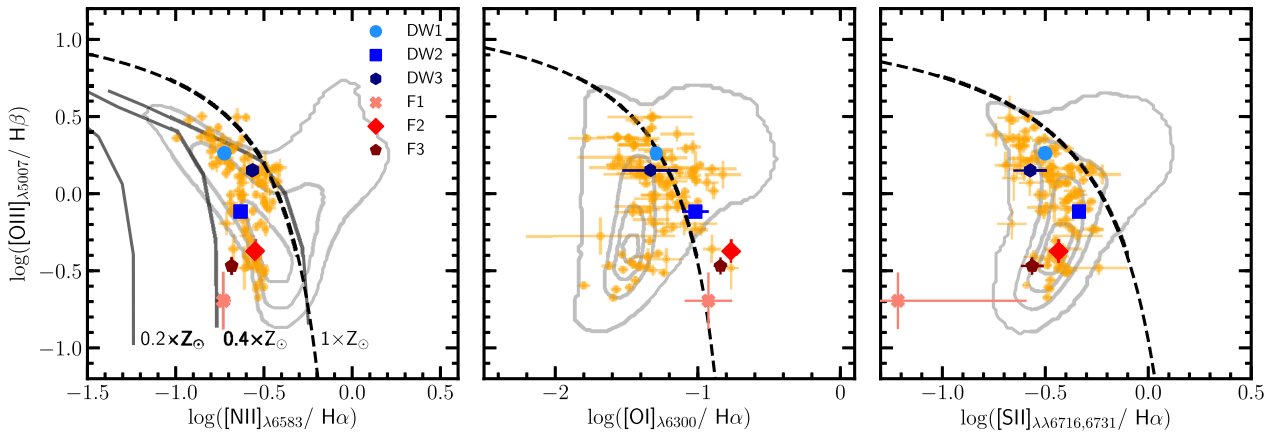 log([OIII]λ5007/ Hβ)
1.0
0.5
0.0
−0.5
−1.0
DW1
DW2
DW3
F1
F2
F3
0.2×Z⊙ 0.4×Z⊙ 1×Z⊙
−1.5 −1.0 −0.5 0.0 0.5
−2 −1 0
−1.0 −0.5 0.0 0.5
log([NII]λ6583/ Hα)
log([OI]λ6300/ Hα)
log([SII]λλ6716,6731/ Hα)